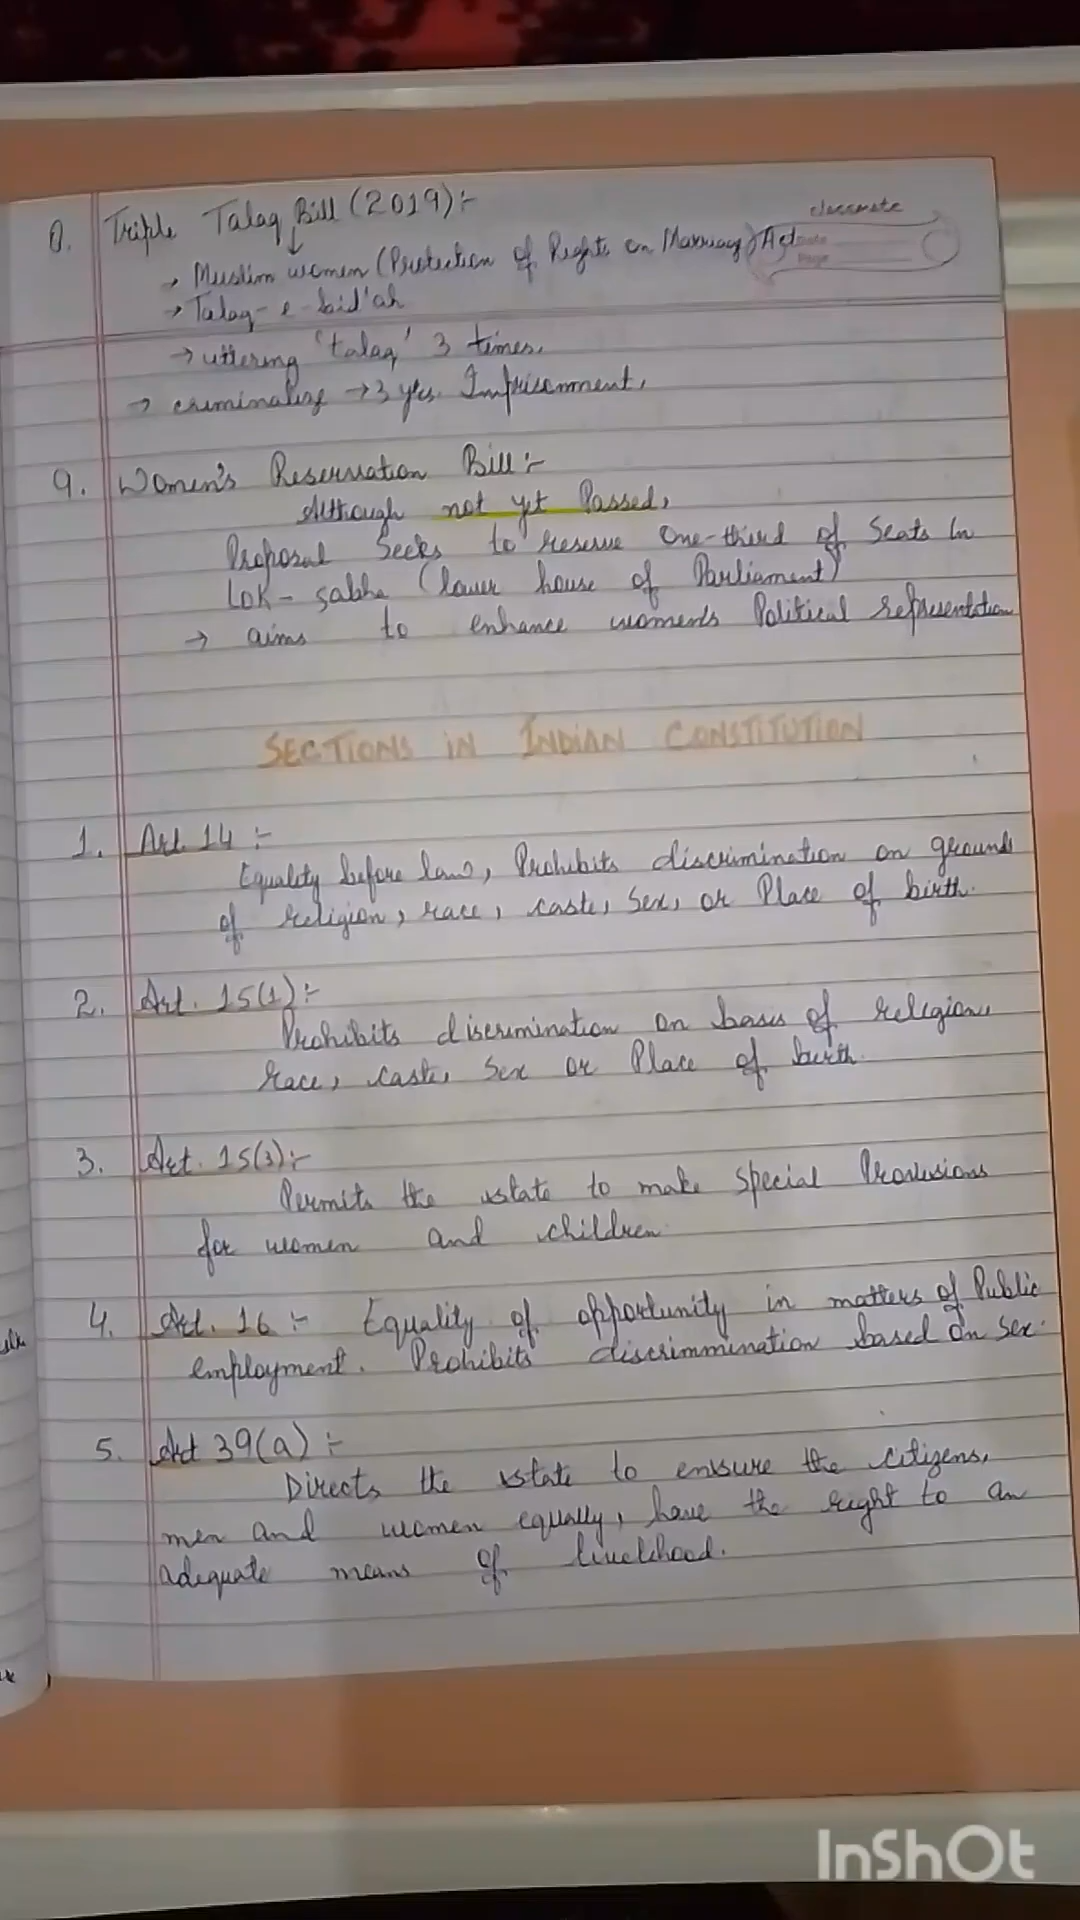 8. Triple Talaq Bill (2019):-
classmate
Date
Page
→ Muslim women (Protection of Rights on Marriage) Act
→ Talaq-e-bid'ah
→ uttering 'talaq' 3 times.
→ criminalize → 3 yrs. Imprisonment.
9. Women's Reservation Bill:-
Although not yet Passed,
Proposal Seeks to reserve one-third of Seats in
LOK-sabha (lower house of Parliament)
→ aims to enhance women's Political representation
SECTIONS IN INDIAN CONSTITUTION
1. Art. 14:-
Equality before law, Prohibits discrimination on grounds
of religion, race, caste, Sex, or Place of birth.
2. Art. 15(1):-
Prohibits discrimination on basis of religion,
race, caste, Sex or Place of birth.
3. Art. 15(3):-
Permits the state to make special Provisions
for women and children.
4. Art. 16:- Equality of opportunity in matters of Public
employment. Prohibits discrimmination based on Sex.
5. Art 39(a):-
Directs the state to ensure the citizens,
men and women equally, have the right to an
adequate means of livelihood.
InShOt